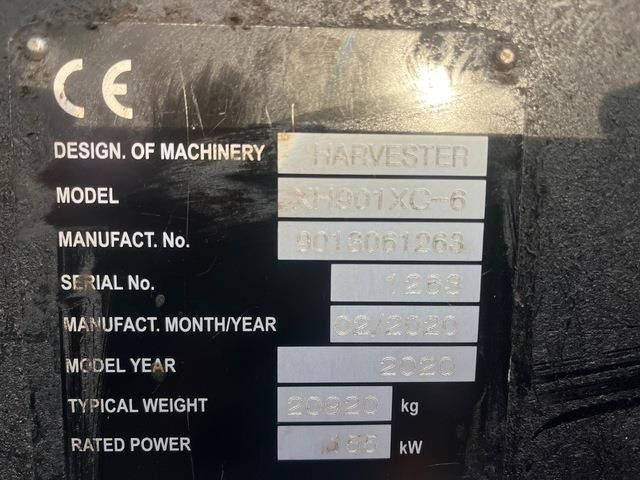 CE
DESIGN. OF MACHINERY HARVESTER
MODEL XH901XC-6
MANUFACT. No. 9013061263
SERIAL No. 1263
MANUFACT. MONTH/YEAR 02/2020
MODEL YEAR 2020
TYPICAL WEIGHT 20920 kg
RATED POWER kW